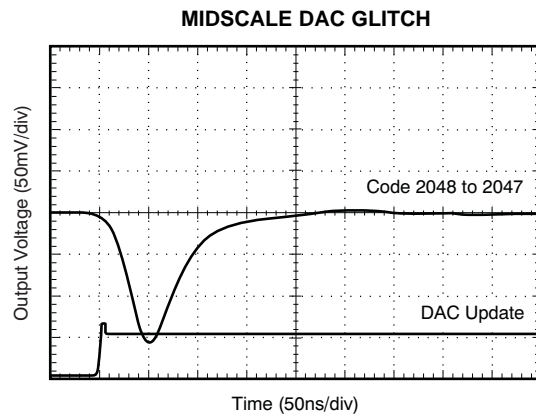 MIDSCALE DAC GLITCH
Output Voltage (50mV/div)
Code 2048 to 2047
DAC Update
Time (50ns/div)